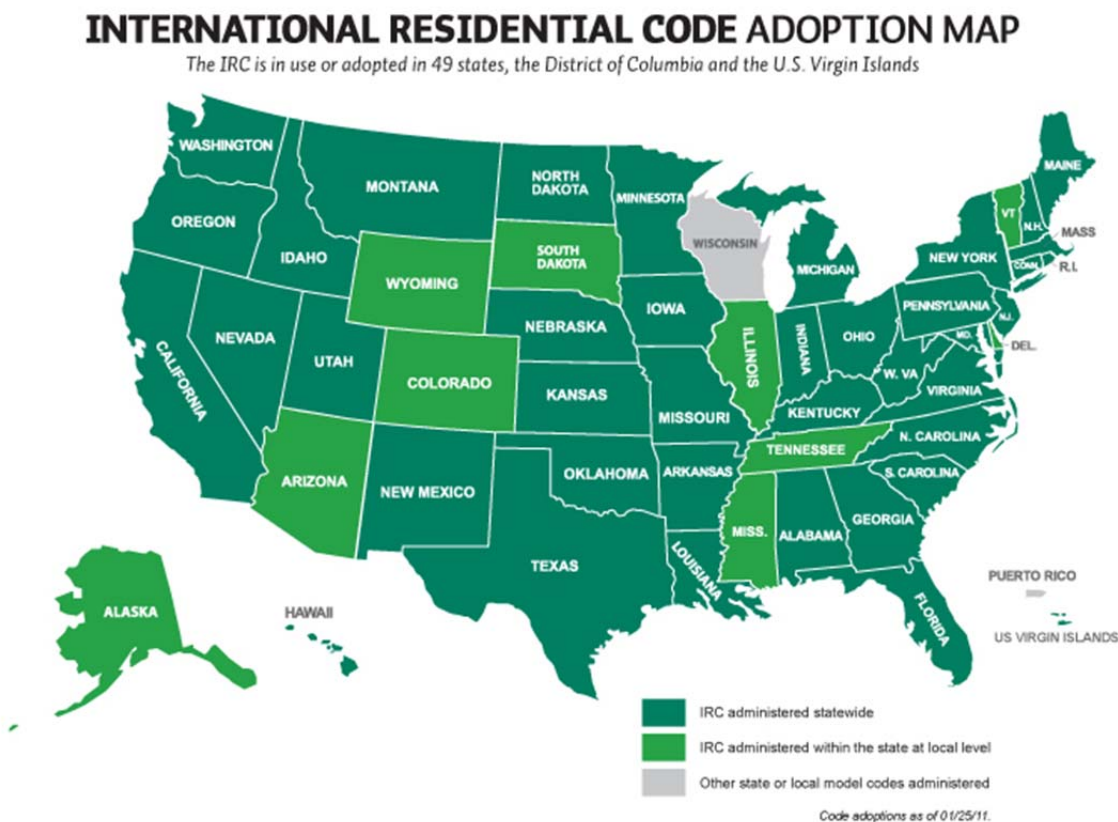 INTERNATIONAL RESIDENTIAL CODE ADOPTION MAP
The IRC is in use or adopted in 49 states, the District of Columbia and the U.S. Virgin Islands
WASHINGTON
MONTANA
NORTH
DAKOTA
MINNESOTA
MAINE
OREGON
IDAHO
WYOMING
SOUTH
DAKOTA
WISCONSIN
MICHIGAN
VT
N.H.
MASS
NEW YORK
CONN.
R.I.
NEVADA
UTAH
COLORADO
NEBRASKA
IOWA
ILLINOIS
INDIANA
OHIO
PENNSYLVANIA
N.J.
MD.
DEL.
CALIFORNIA
KANSAS
MISSOURI
KENTUCKY
W. VA
VIRGINIA
ARIZONA
NEW MEXICO
OKLAHOMA
ARKANSAS
TENNESSEE
N. CAROLINA
S. CAROLINA
TEXAS
LOUISIANA
MISS.
ALABAMA
GEORGIA
FLORIDA
ALASKA
HAWAII
PUERTO RICO
US VIRGIN ISLANDS
IRC administered statewide
IRC administered within the state at local level
Other state or local model codes administered
Code adoptions as of 01/25/11.